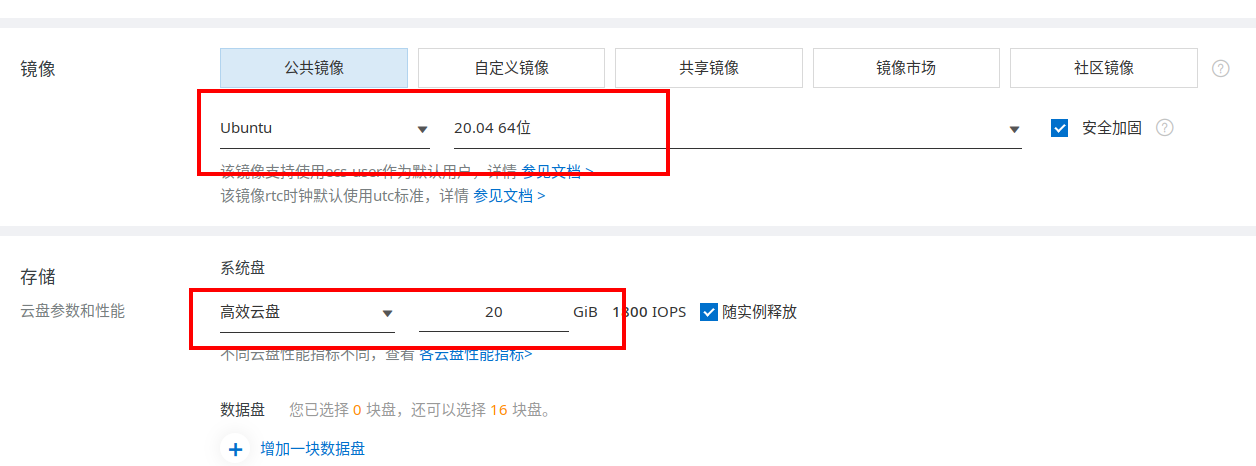 镜像 公共镜像 自定义镜像 共享镜像 镜像市场 社区镜像 ?
Ubuntu 20.04 64位 安全加固 ?
该镜像支持使用ecs-user作为默认用户，详情 参见文档 >
该镜像rtc时钟默认使用utc标准，详情 参见文档 >
存储 系统盘
云盘参数和性能 高效云盘 20 GiB 1800 IOPS 随实例释放
不同云盘性能指标不同，查看 各云盘性能指标>
数据盘 您已选择 0 块盘，还可以选择 16 块盘。
+ 增加一块数据盘